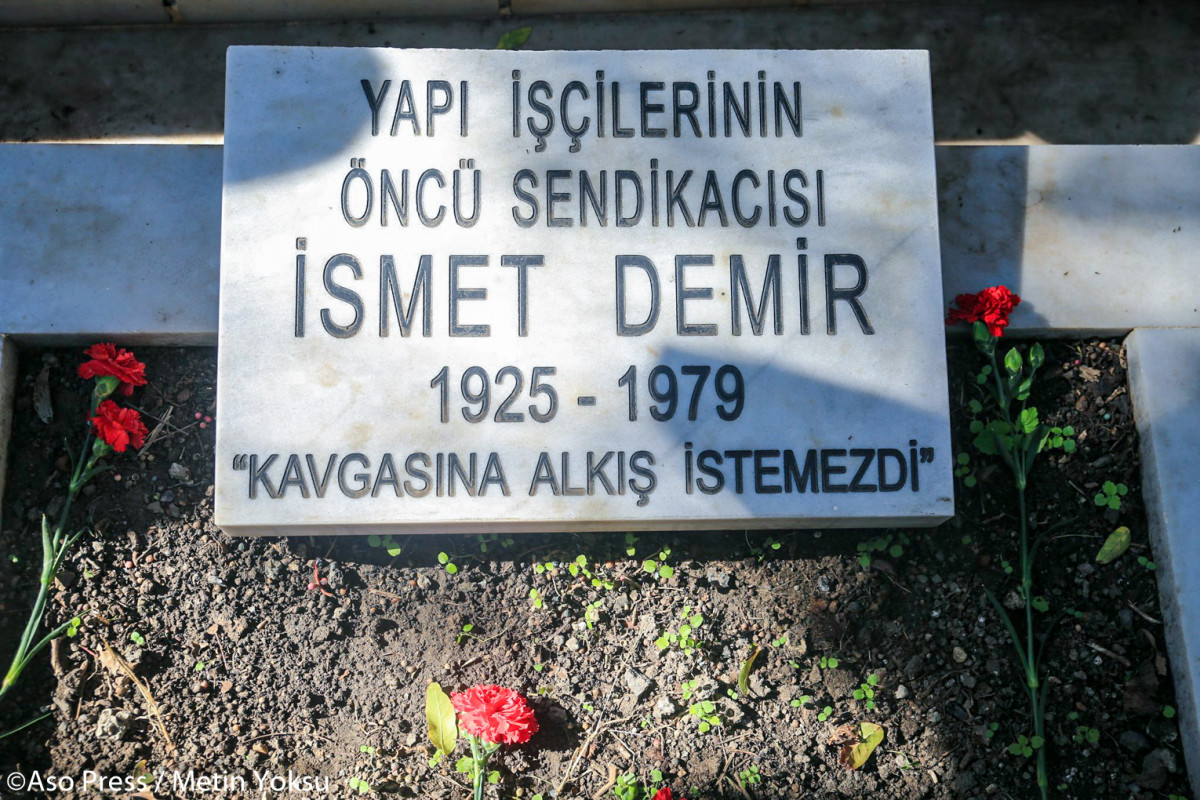 YAPI İŞÇİLERİNİN
ÖNCÜ SENDİKACISI
İSMET DEMİR
1925 - 1979
“KAVGASINA ALKIŞ İSTEMEZDİ”
©Aso Press / Metin Yoksu